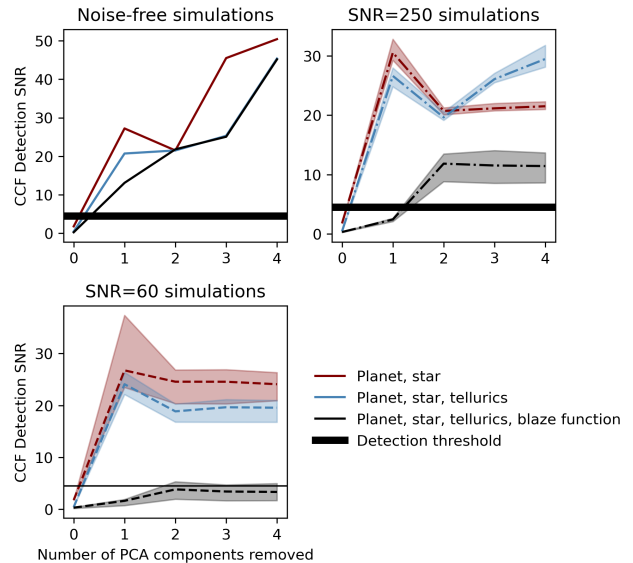 Noise-free simulations
SNR=250 simulations
CCF Detection SNR
50
40
30
20
10
0
0 1 2 3 4
30
20
10
0
0 1 2 3 4
SNR=60 simulations
CCF Detection SNR
30
20
10
0
0 1 2 3 4
Number of PCA components removed
Planet, star
Planet, star, tellurics
Planet, star, tellurics, blaze function
Detection threshold